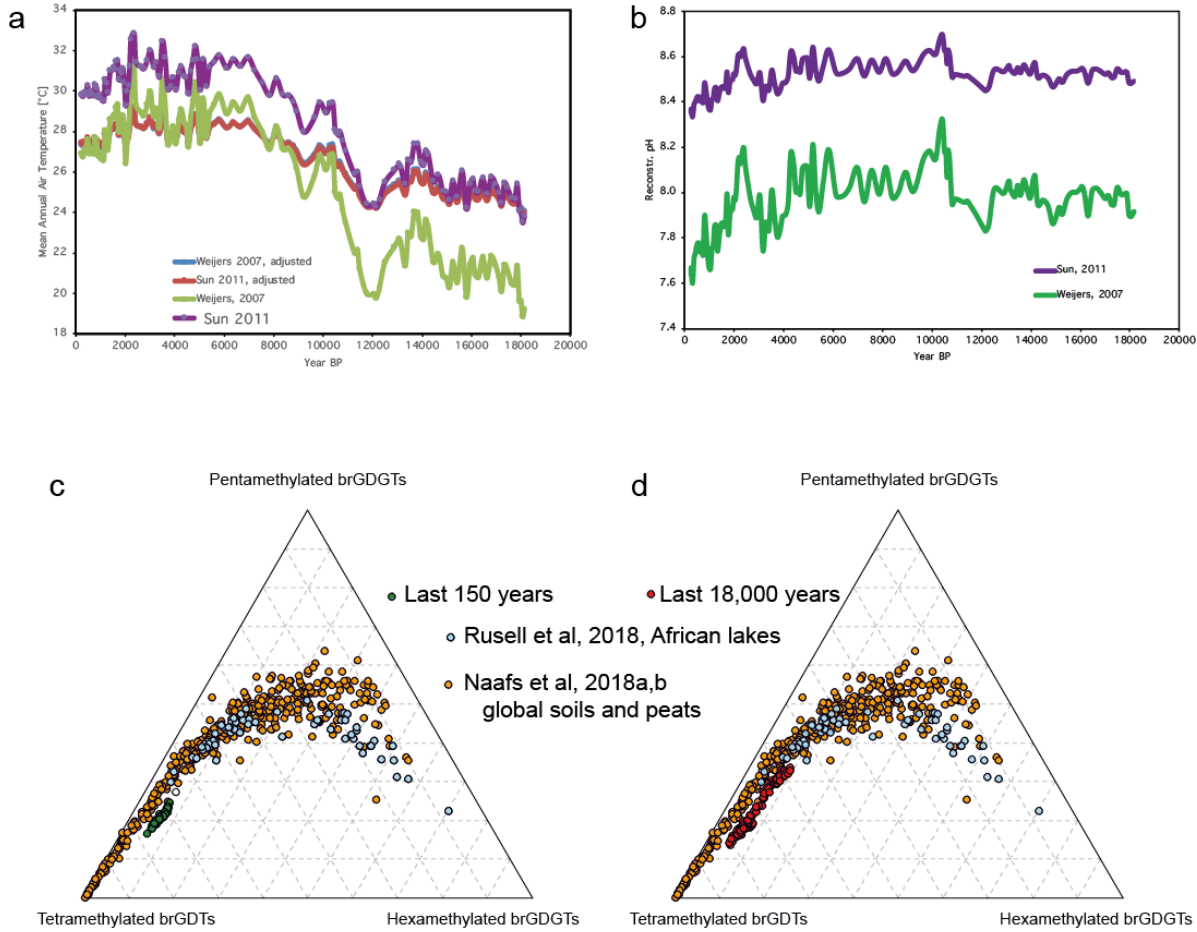 a
34
32
30
28
26
24
22
20
18
Mean Annual Air Temperature [°C]
0
2000
4000
6000
8000
10000
12000
14000
16000
18000
20000
Year BP
Weijers 2007, adjusted
Sun 2011, adjusted
Weijers, 2007
Sun 2011
b
8.8
8.6
8.4
8.2
8.0
7.8
7.6
7.4
Reconstr. pH
0
2000
4000
6000
8000
10000
12000
14000
16000
18000
20000
Year BP
Sun, 2011
Weijers, 2007
c
Pentamethylated brGDGTs
d
Pentamethylated brGDGTs
Last 150 years
Last 18,000 years
Rusell et al, 2018, African lakes
Naafs et al, 2018a,b
global soils and peats
Tetramethylated brGDTs
Hexamethylated brGDGTs
Tetramethylated brGDTs
Hexamethylated brGDGTs